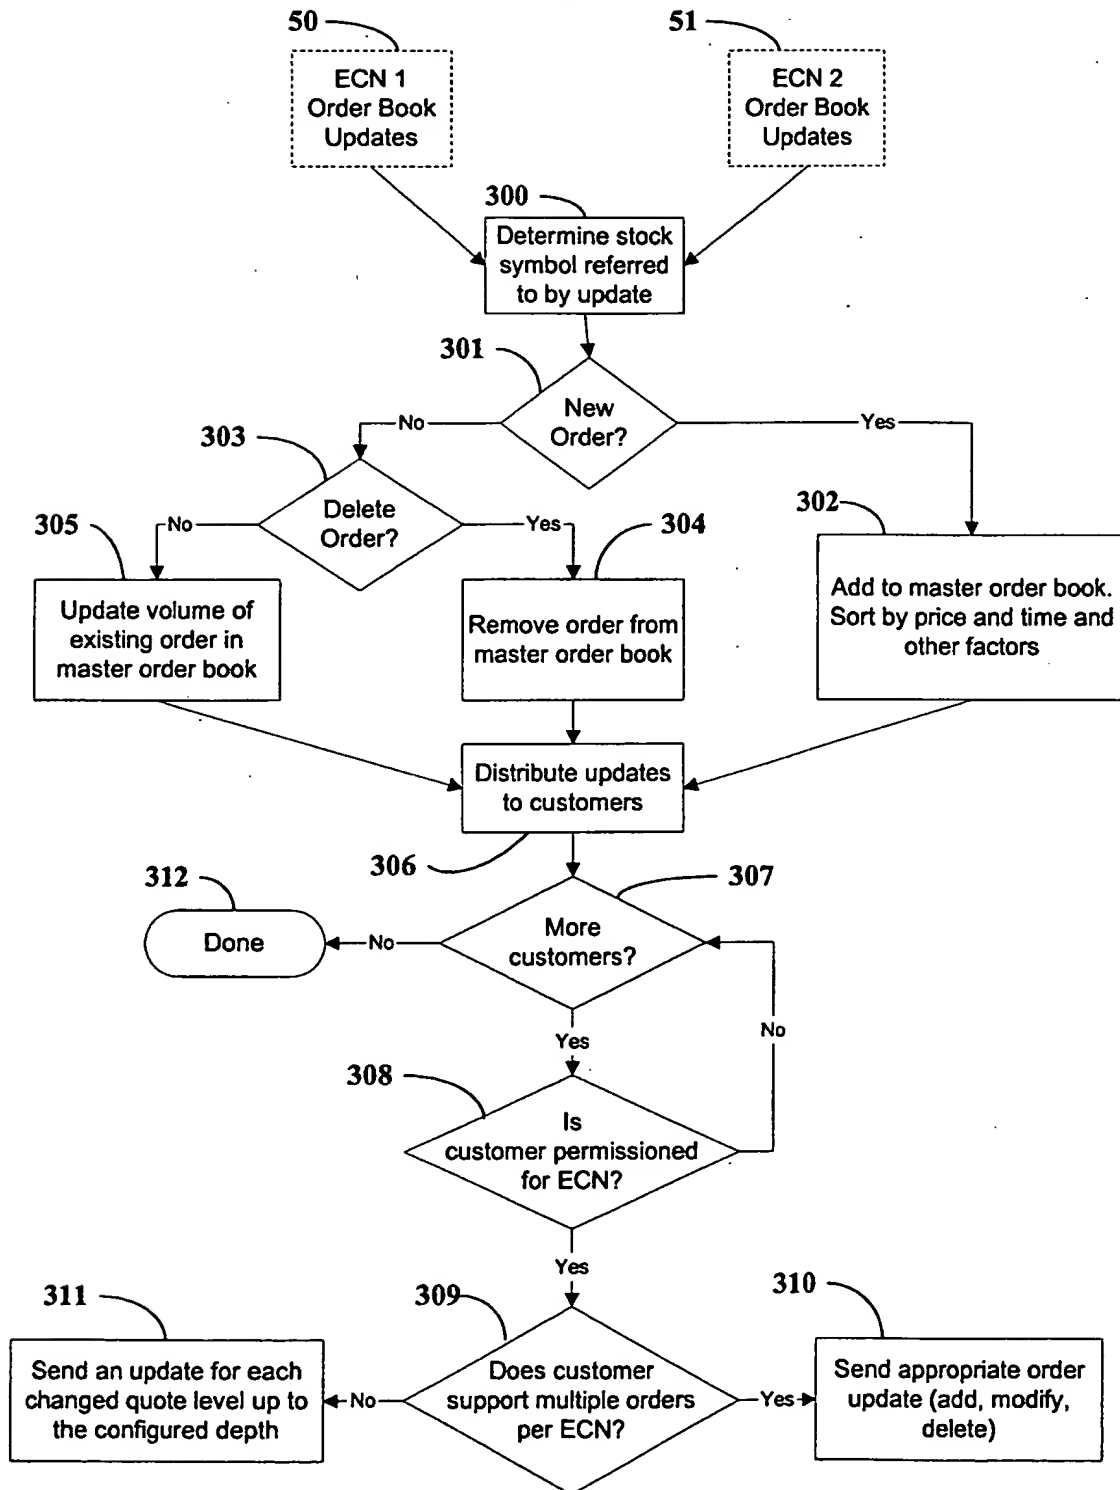 50
51
ECN 1
Order Book
Updates
ECN 2
Order Book
Updates
300
Determine stock
symbol referred
to by update
301
New
Order?
No
Yes
303
Delete
Order?
No
Yes
305
304
302
Update volume of
existing order in
master order book
Remove order from
master order book
Add to master order book.
Sort by price and time and
other factors
Distribute updates
to customers
306
312
307
Done
No
More
customers?
Yes
No
308
Is
customer permissioned
for ECN?
Yes
311
309
310
Send an update for each
changed quote level up to
the configured depth
No
Does customer
support multiple orders
per ECN?
Yes
Send appropriate order
update (add, modify,
delete)